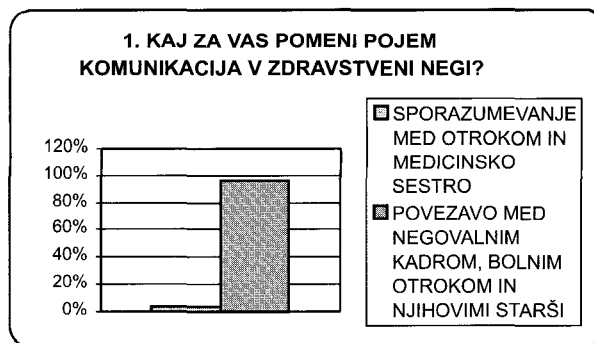 1. KAJ ZA VAS POMENI POJEM
KOMUNIKACIJA V ZDRAVSTVENI NEGI?
120%
100%
80%
60%
40%
20%
0%
SPORAZUMEVANJE
MED OTROKOM IN
MEDICINSKO
SESTRO
POVEZAVO MED
NEGOVALNIM
KADROM, BOLNIM
OTROKOM IN
NJIHOVIMI STARŠI